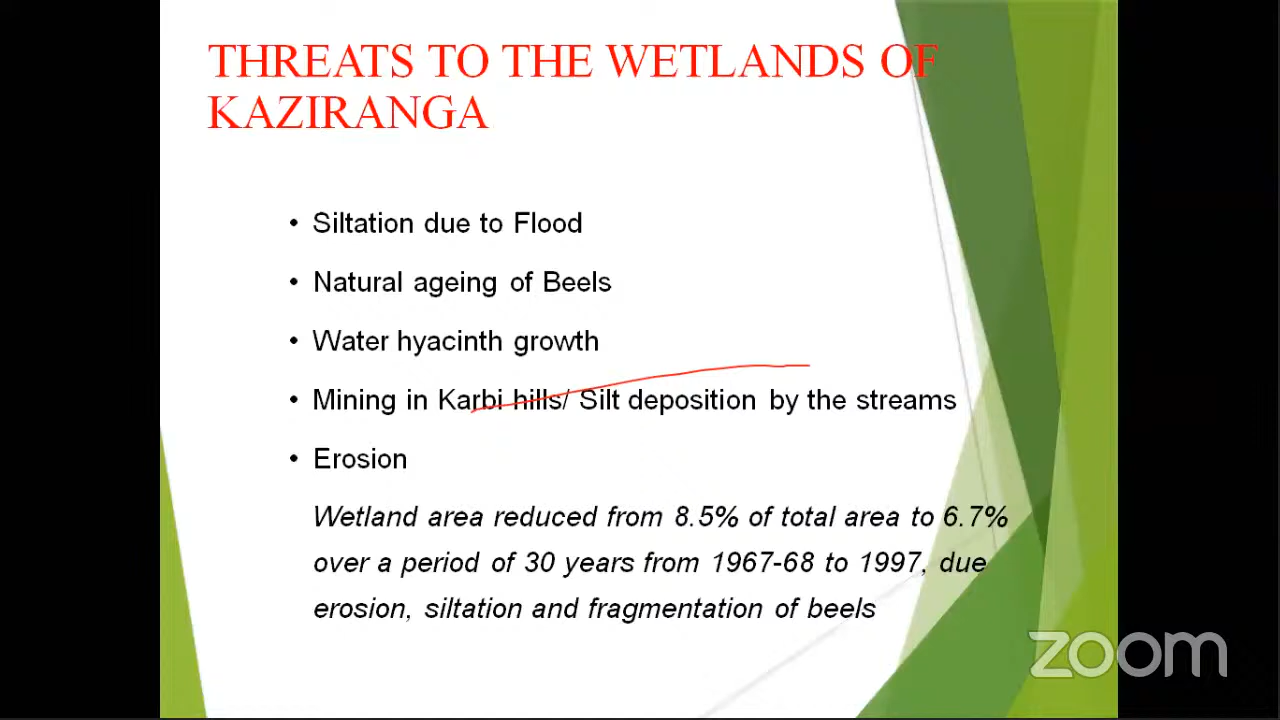 THREATS TO THE WETLANDS OF
KAZIRANGA
• Siltation due to Flood
• Natural ageing of Beels
• Water hyacinth growth
• Mining in Karbi hills/ Silt deposition by the streams
• Erosion
Wetland area reduced from 8.5% of total area to 6.7%
over a period of 30 years from 1967-68 to 1997, due
erosion, siltation and fragmentation of beels
zoom